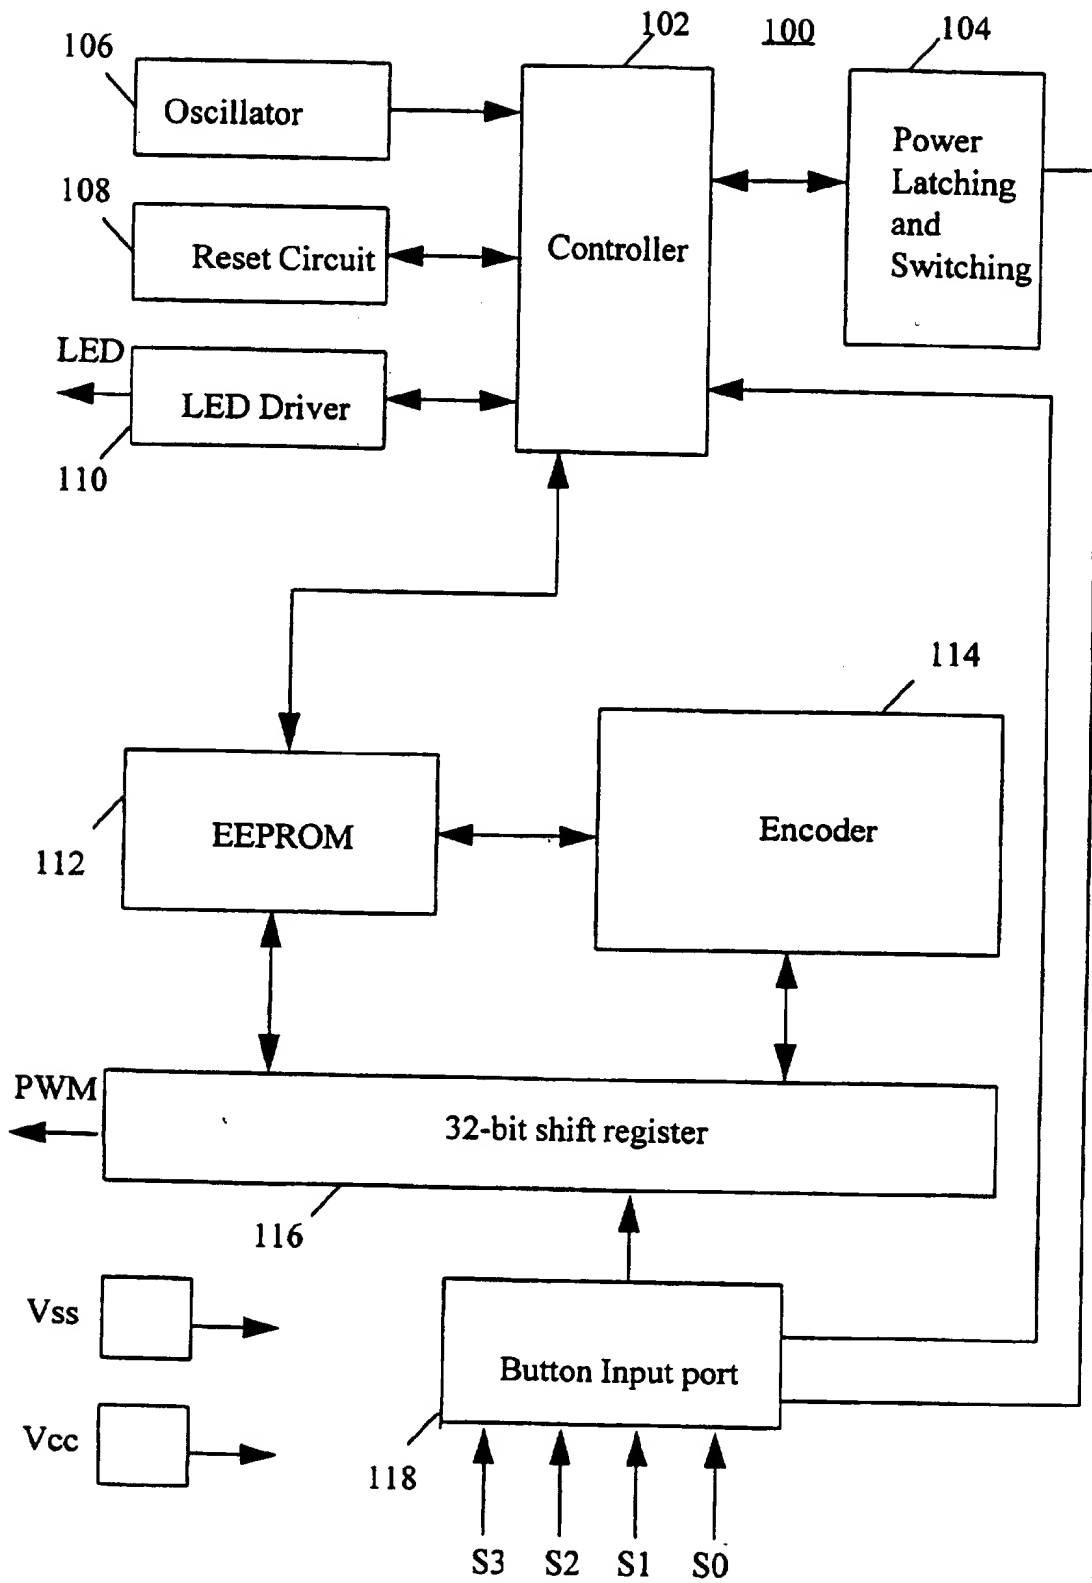 102
100
104
106
Oscillator
Power
Latching
and
Switching
108
Reset Circuit
Controller
LED
LED Driver
110
114
112
EEPROM
Encoder
PWM
32-bit shift register
116
Vss
Button Input port
Vcc
118
S3 S2 S1 S0